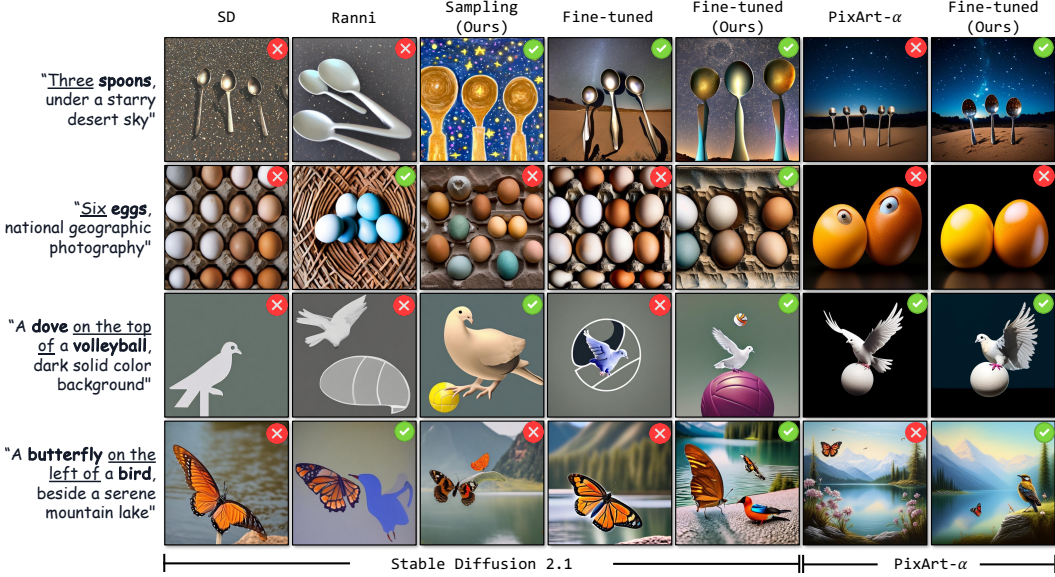 SD
Ranni
Sampling
(Ours)
Fine-tuned
Fine-tuned
(Ours)
PixArt-α
Fine-tuned
(Ours)
“Three spoons,
under a starry
desert sky"
“Six eggs,
national geographic
photography"
“A dove on the top
of a volleyball,
dark solid color
background"
“A butterfly on the
left of a bird,
beside a serene
mountain lake"
Stable Diffusion 2.1
PixArt-α